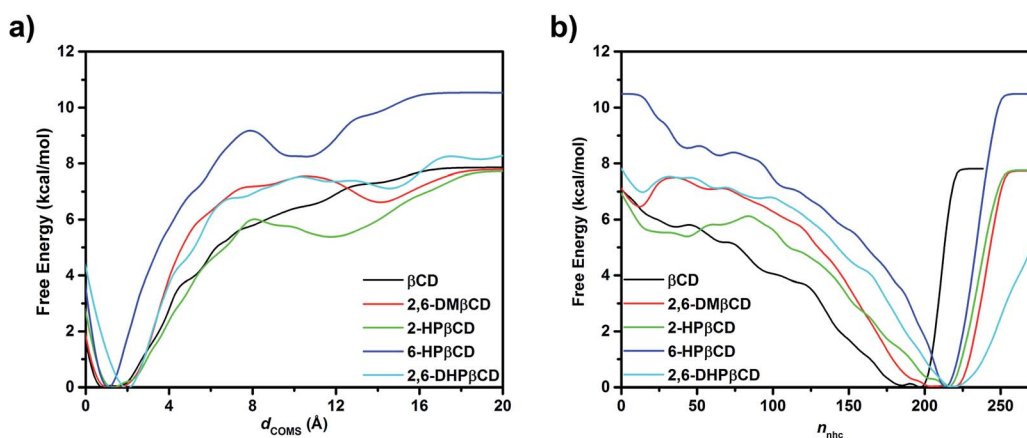 a)
Free Energy (kcal/mol)
12
10
8
6
4
2
0
0 4 8 12 16 20
d_COMS (Å)
βCD
2,6-DMβCD
2-HPβCD
6-HPβCD
2,6-DHPβCD
b)
Free Energy (kcal/mol)
12
10
8
6
4
2
0
0 50 100 150 200 250
n_nhc
βCD
2,6-DMβCD
2-HPβCD
6-HPβCD
2,6-DHPβCD